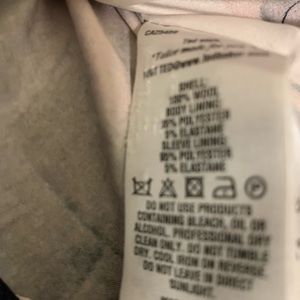 SHELL:
100% WOOL
BODY LINING:
95% POLYESTER
5% ELASTANE
SLEEVE LINING:
95% POLYESTER
5% ELASTANE
DO NOT USE PRODUCTS
CONTAINING BLEACH, OIL OR
ALCOHOL. PROFESSIONAL DRY
CLEAN ONLY. DO NOT TUMBLE
DRY. COOL IRON ON REVERSE.
DO NOT LEAVE IN DIRECT
SUNLIGHT.